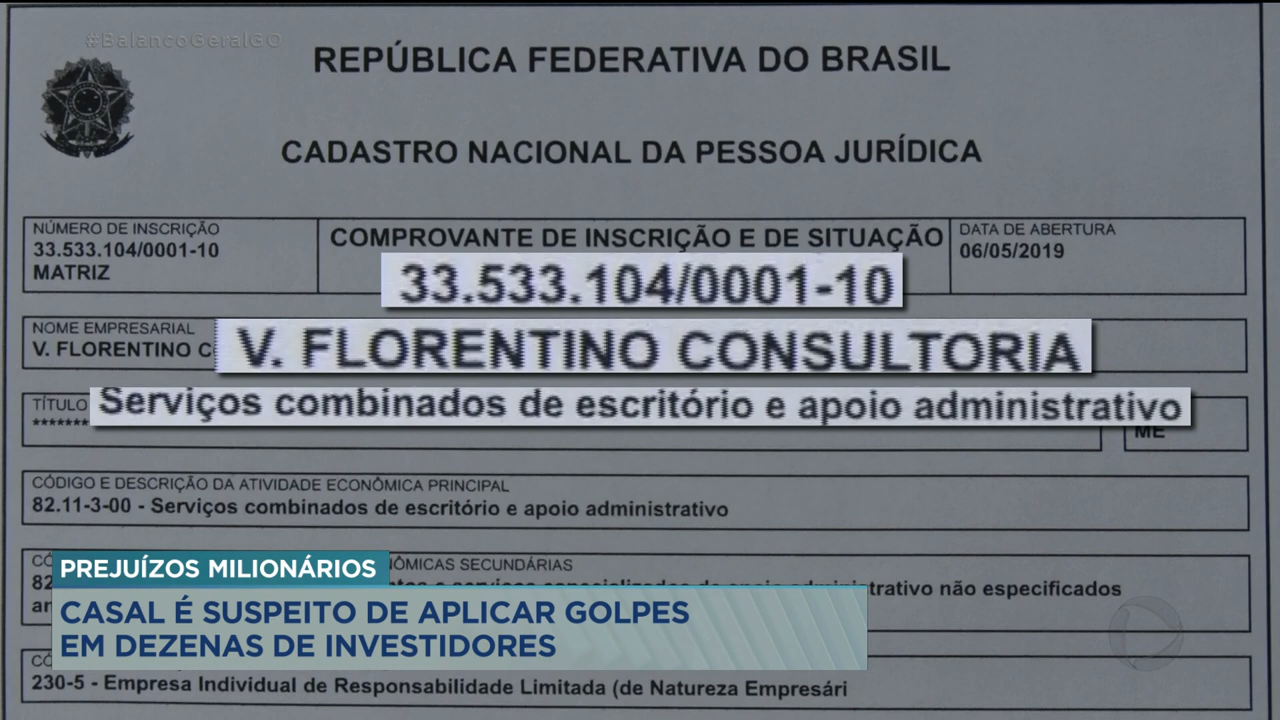 #BalancoGeralGO
REPÚBLICA FEDERATIVA DO BRASIL
CADASTRO NACIONAL DA PESSOA JURÍDICA
NÚMERO DE INSCRIÇÃO
33.533.104/0001-10
MATRIZ
COMPROVANTE DE INSCRIÇÃO E DE SITUAÇÃO
33.533.104/0001-10
DATA DE ABERTURA
06/05/2019
NOME EMPRESARIAL
V. FLORENTINO C
V. FLORENTINO CONSULTORIA
TÍTULO
*******
Serviços combinados de escritório e apoio administrativo
ME
CÓDIGO E DESCRIÇÃO DA ATIVIDADE ECONÔMICA PRINCIPAL
82.11-3-00 - Serviços combinados de escritório e apoio administrativo
NÔMICAS SECUNDÁRIAS
trativo não especificados
PREJUÍZOS MILIONÁRIOS
CASAL É SUSPEITO DE APLICAR GOLPES
EM DEZENAS DE INVESTIDORES
230-5 - Empresa Individual de Responsabilidade Limitada (de Natureza Empresári